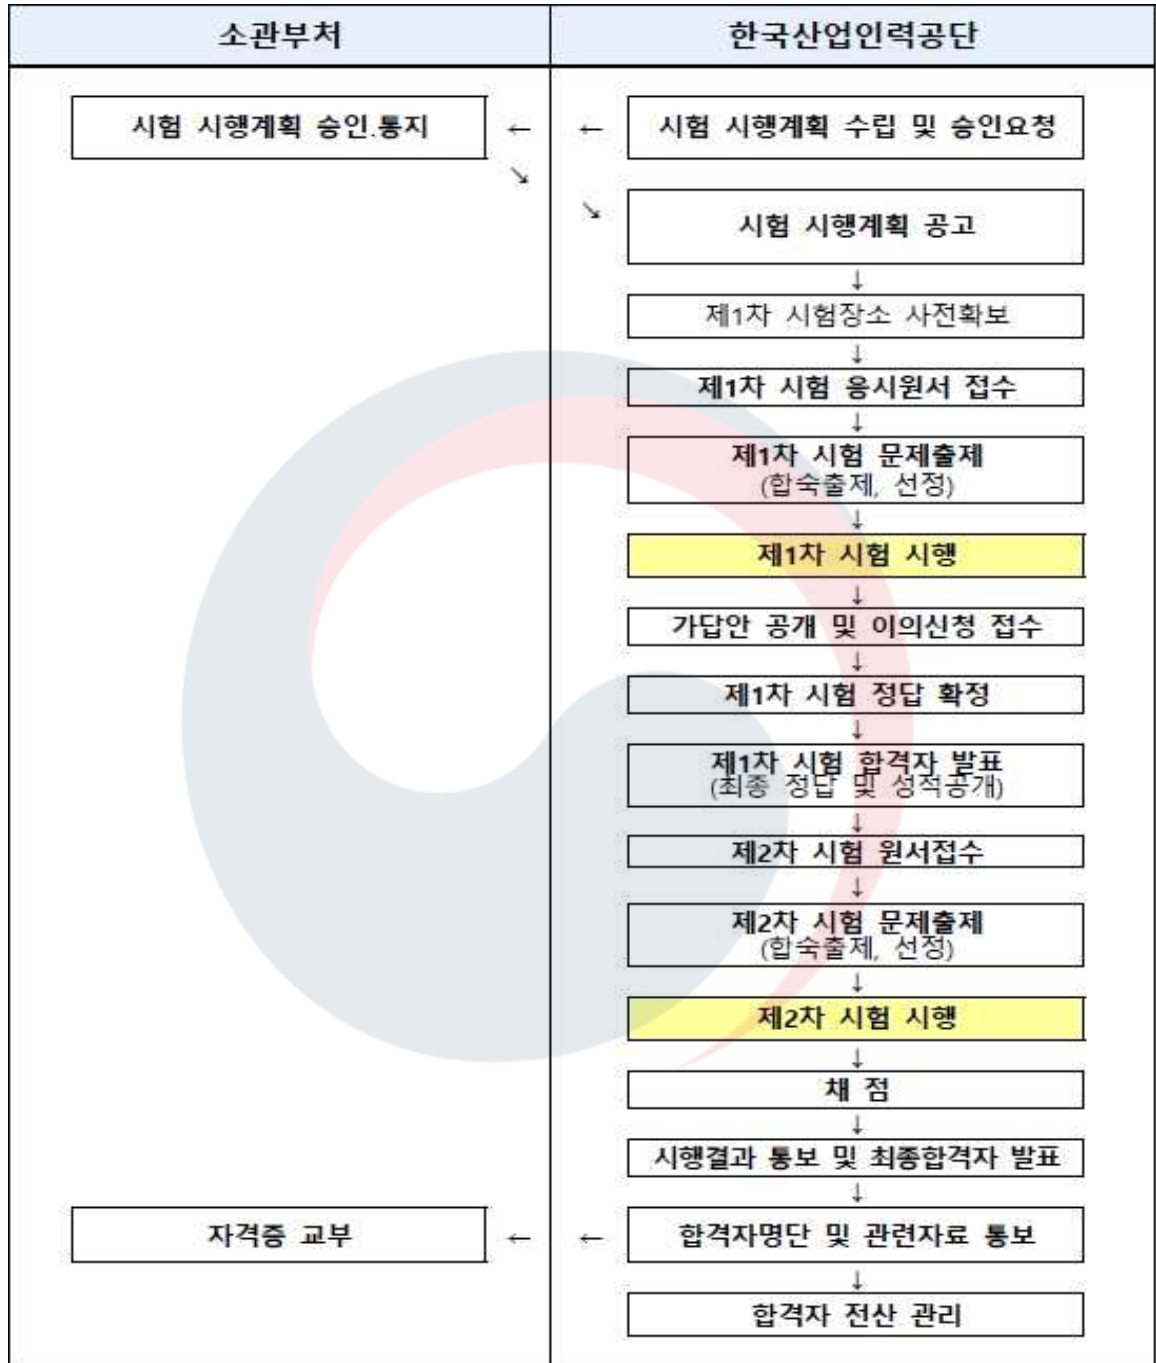 소관부처
한국산업인력공단
시험 시행계획 승인.통지 ← ← 시험 시행계획 수립 및 승인요청
↘
↘
시험 시행계획 공고
↓
제1차 시험장소 사전확보
↓
제1차 시험 응시원서 접수
↓
제1차 시험 문제출제
(합숙출제, 선정)
↓
제1차 시험 시행
↓
가답안 공개 및 이의신청 접수
↓
제1차 시험 정답 확정
↓
제1차 시험 합격자 발표
(최종 정답 및 성적공개)
↓
제2차 시험 원서접수
↓
제2차 시험 문제출제
(합숙출제, 선정)
↓
제2차 시험 시행
↓
채 점
↓
시행결과 통보 및 최종합격자 발표
↓
자격증 교부 ← ← 합격자명단 및 관련자료 통보
↓
합격자 전산 관리